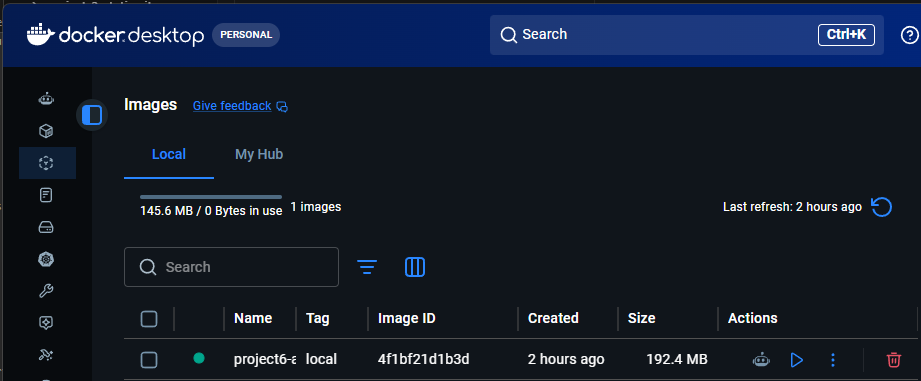 docker.desktop PERSONAL Search Ctrl+K
Images Give feedback
Local My Hub
145.6 MB / 0 Bytes in use 1 images Last refresh: 2 hours ago
Search
Name Tag Image ID Created Size Actions
project6-a local 4f1bf21d1b3d 2 hours ago 192.4 MB